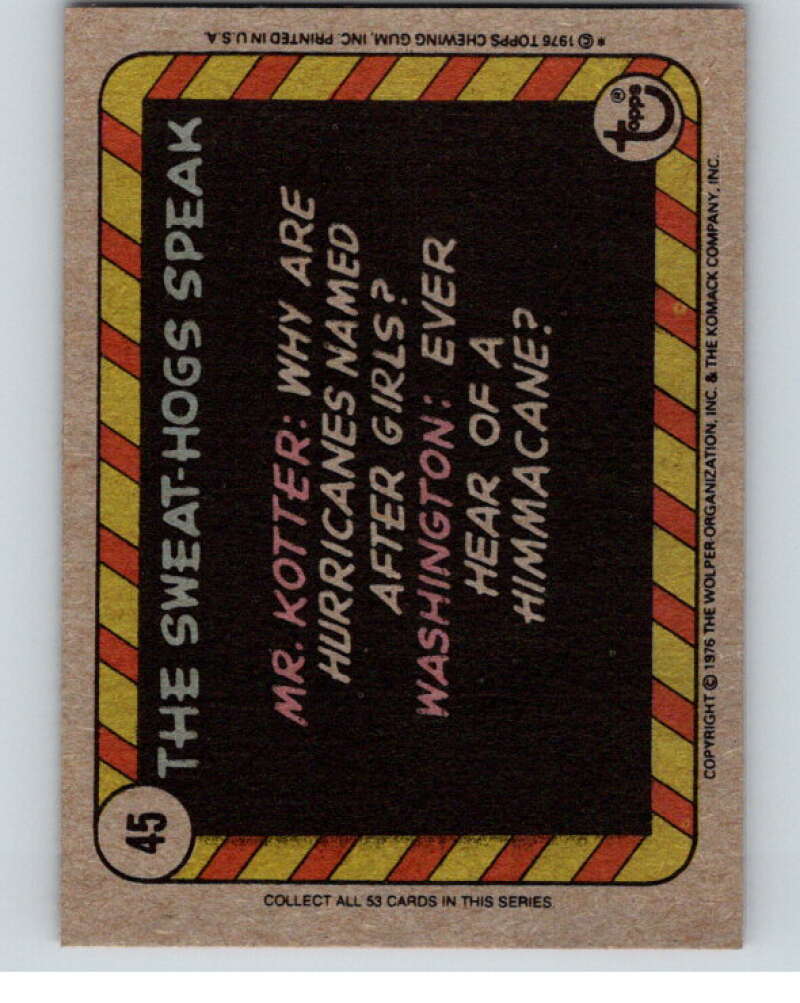 45
THE SWEAT-HOGS SPEAK
MR. KOTTER: WHY ARE
HURRICANES NAMED
AFTER GIRLS?
WASHINGTON: EVER
HEAR OF A
HIMMACANE?
topps®
COPYRIGHT © 1976 THE WOLPER ORGANIZATION, INC. & THE KOMACK COMPANY, INC.
COLLECT ALL 53 CARDS IN THIS SERIES
* © 1976 TOPPS CHEWING GUM, INC. PRINTED IN U.S.A.